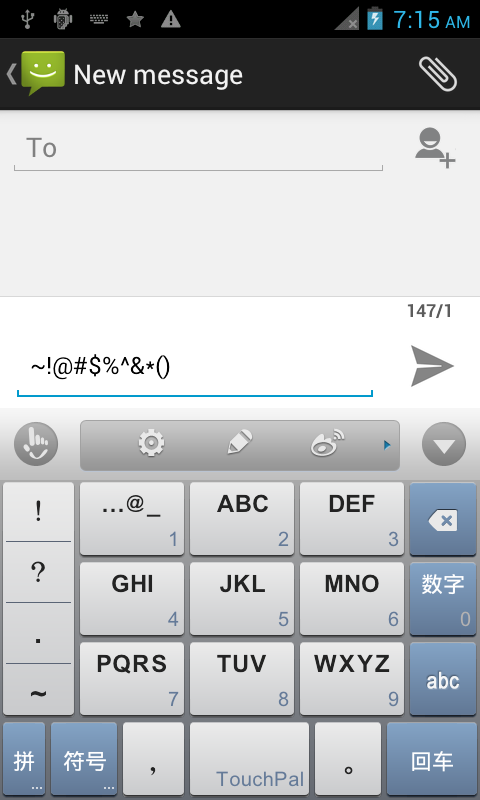 7:15 AM
New message
To
147/1
~!@#$%^&*()
!
...@_ 1
ABC 2
DEF 3
?
GHI 4
JKL 5
MNO 6
数字 0
.
PQRS 7
TUV 8
WXYZ 9
abc
~
拼...
符号...
,
TouchPal
。
回车